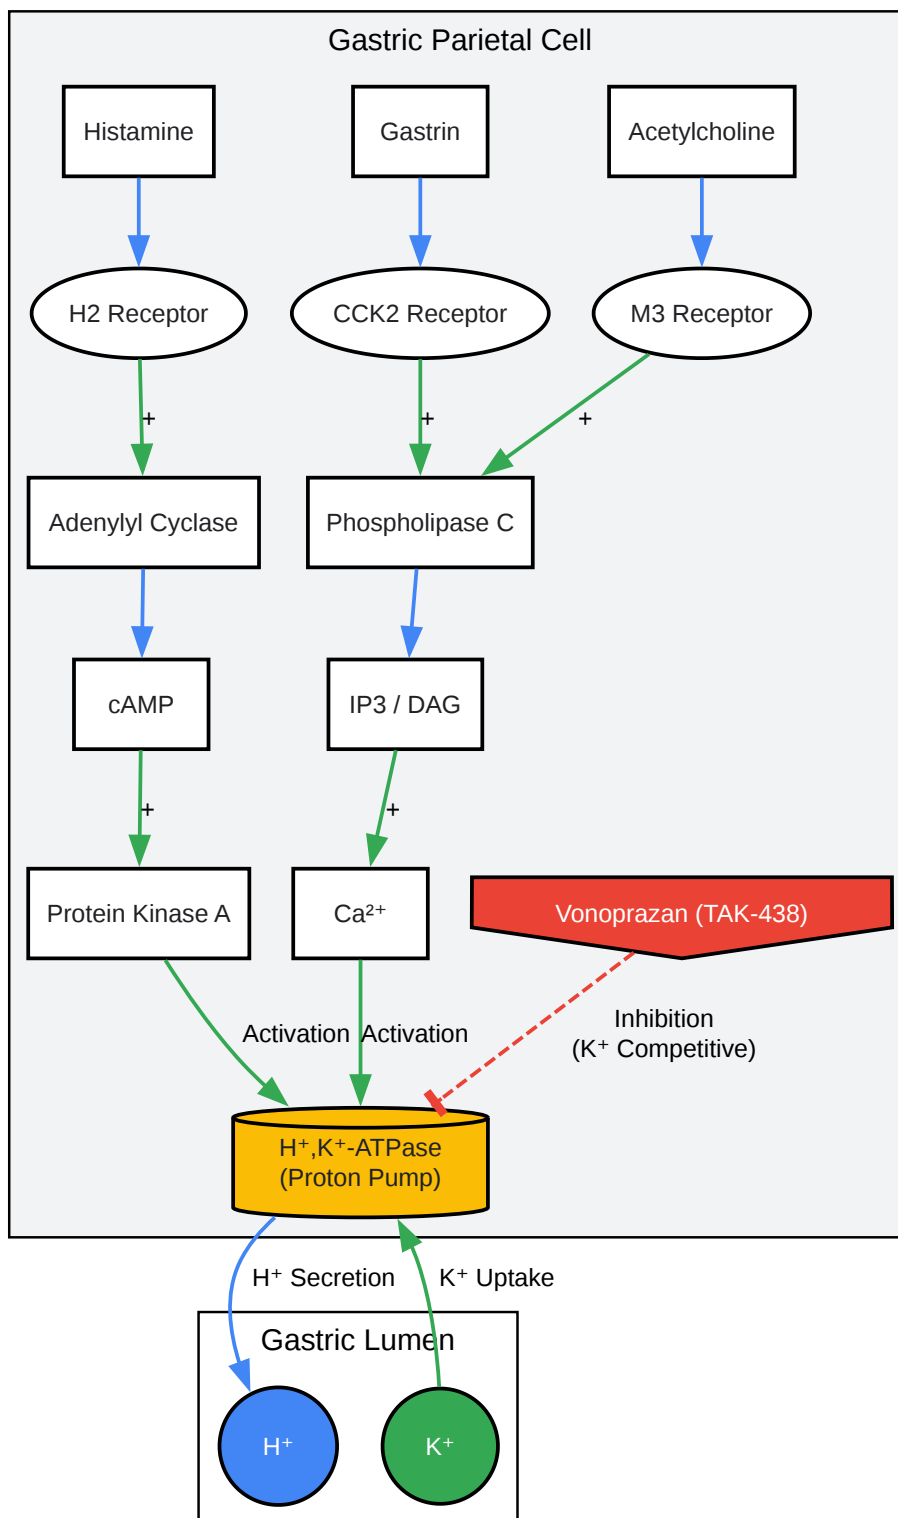 Gastric Parietal Cell
Histamine
Gastrin
Acetylcholine
H2 Receptor
CCK2 Receptor
M3 Receptor
+
+
+
Adenylyl Cyclase
Phospholipase C
cAMP
IP3 / DAG
+
+
Protein Kinase A
Ca²⁺
Vonoprazan (TAK-438)
Activation
Activation
Inhibition
(K⁺ Competitive)
H⁺,K⁺-ATPase
(Proton Pump)
H⁺ Secretion
K⁺ Uptake
Gastric Lumen
H⁺
K⁺